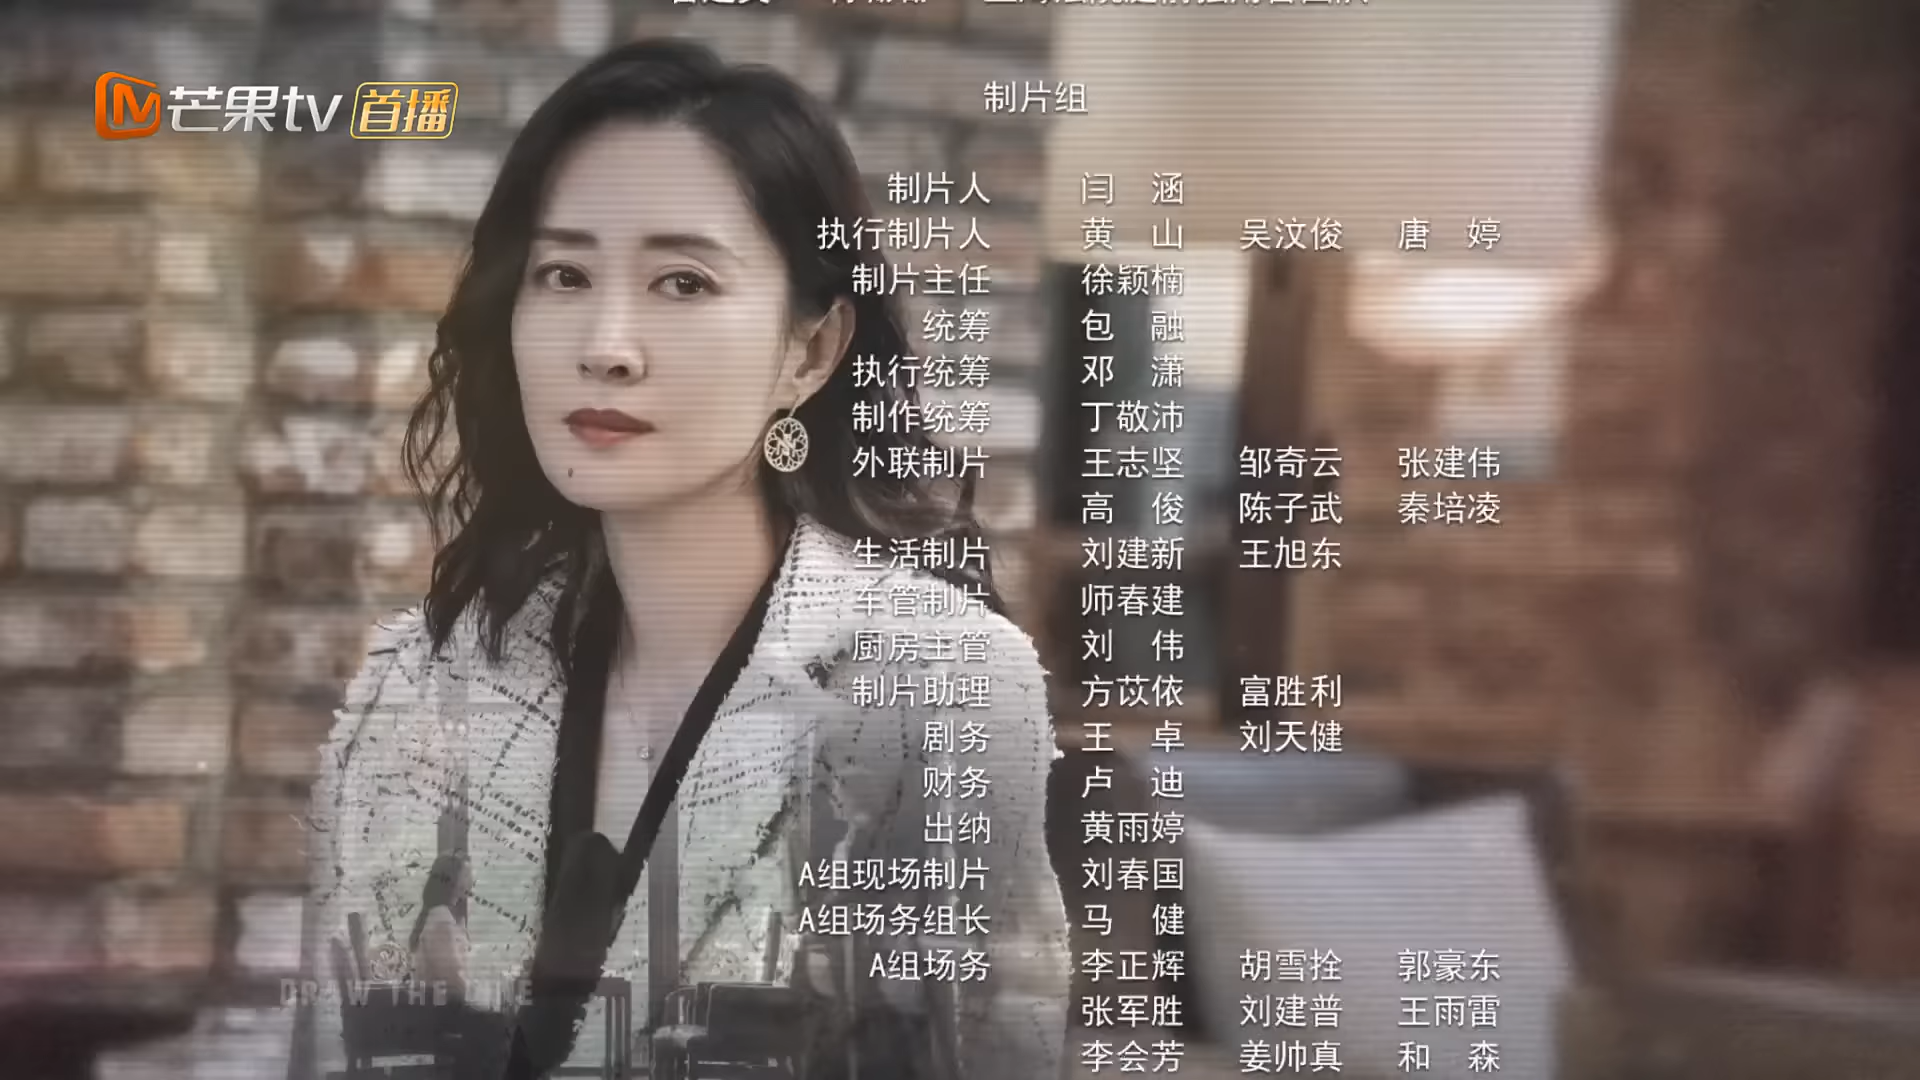 芒果tv 首播
制片组
制片人 闫 涵
执行制片人 黄 山 吴汶俊 唐 婷
制片主任 徐颖楠
统筹 包 融
执行统筹 邓 潇
制作统筹 丁敬沛
外联制片 王志坚 邹奇云 张建伟
高 俊 陈子武 秦培凌
生活制片 刘建新 王旭东
车管制片 师春建
厨房主管 刘 伟
制片助理 方苡依 富胜利
剧务 王 卓 刘天健
财务 卢 迪
出纳 黄雨婷
A组现场制片 刘春国
A组场务组长 马 健
A组场务 李正辉 胡雪拴 郭豪东
DRAW THE LINE
张军胜 刘建普 王雨雷
李会芳 姜帅真 和 森